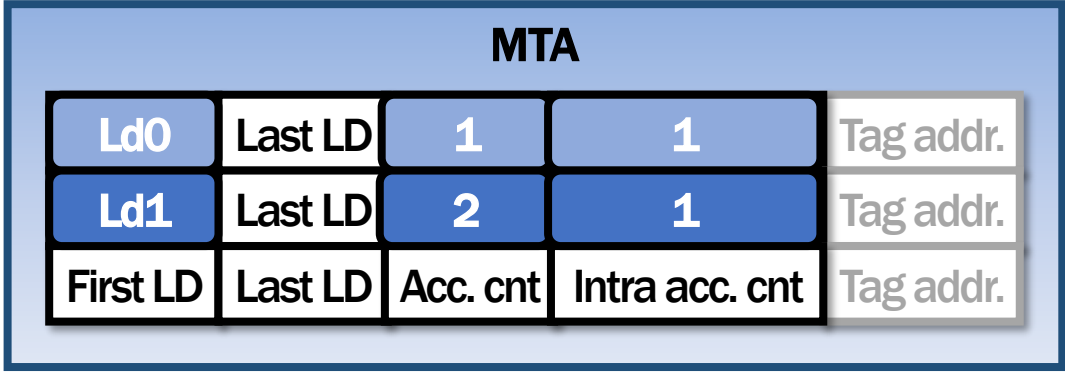 MTA
Ld0 Last LD 1 1 Tag addr.
Ld1 Last LD 2 1 Tag addr.
First LD Last LD Acc. cnt Intra acc. cnt Tag addr.